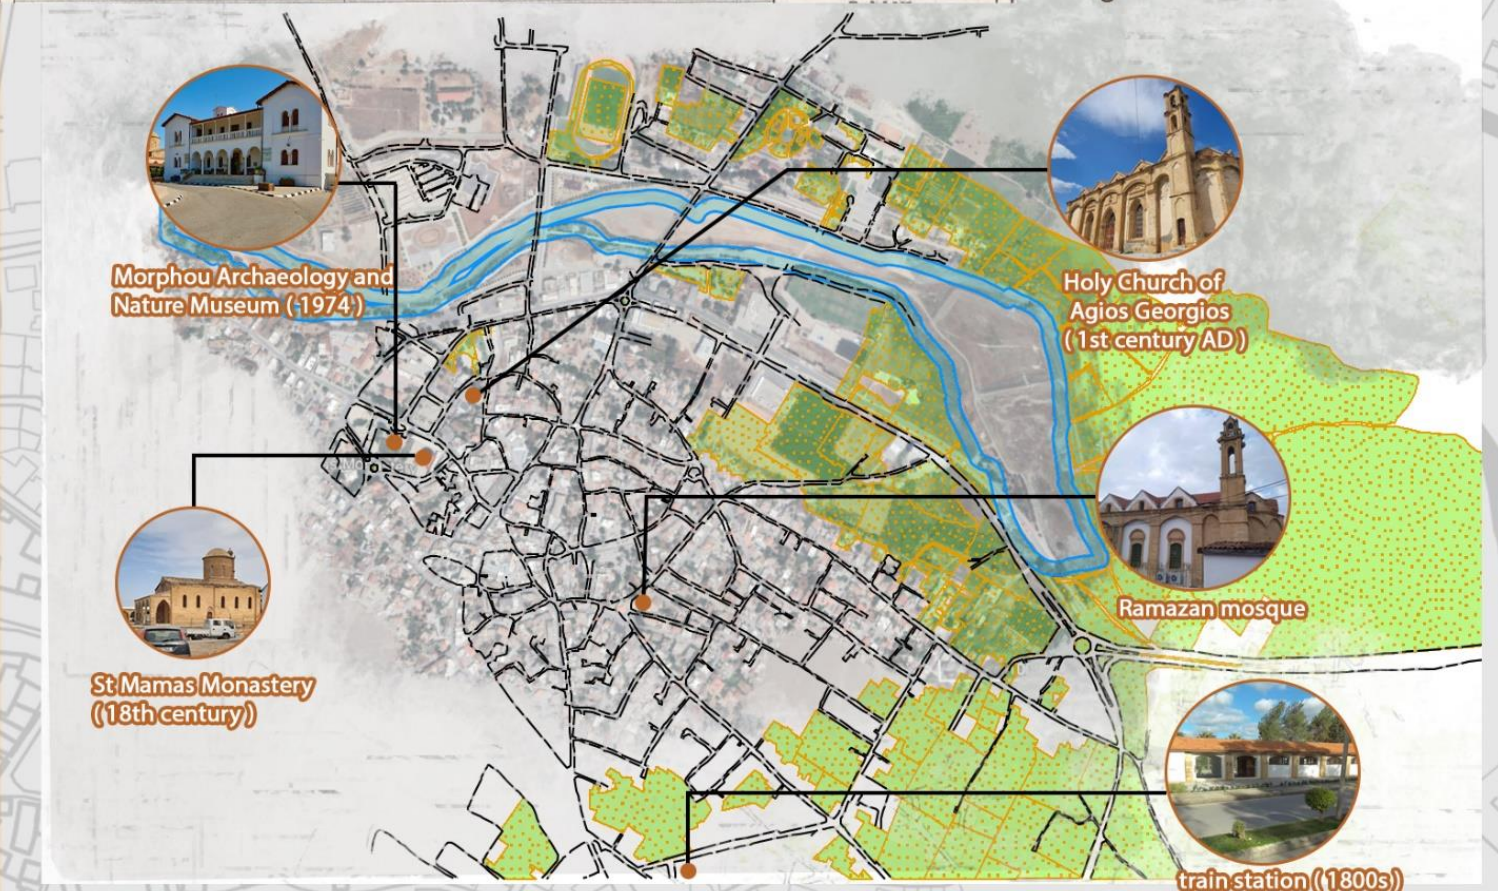 Morphou Archaeology and
Nature Museum ( 1974 )
Holy Church of
Agios Georgios
( 1st century AD )
Ramazan mosque
St Mamas Monastery
( 18th century )
train station ( 1800s )